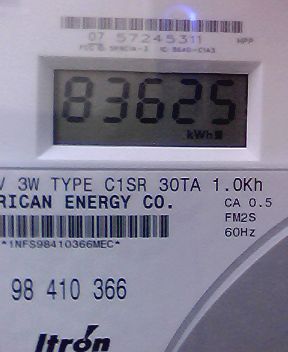 07 57245311 HPP
83625
kWh
V 3W TYPE C1SR 30TA 1.0Kh
RICAN ENERGY CO. CA 0.5
FM2S
60Hz
*1NFS98410366MEC*
98 410 366
Itron